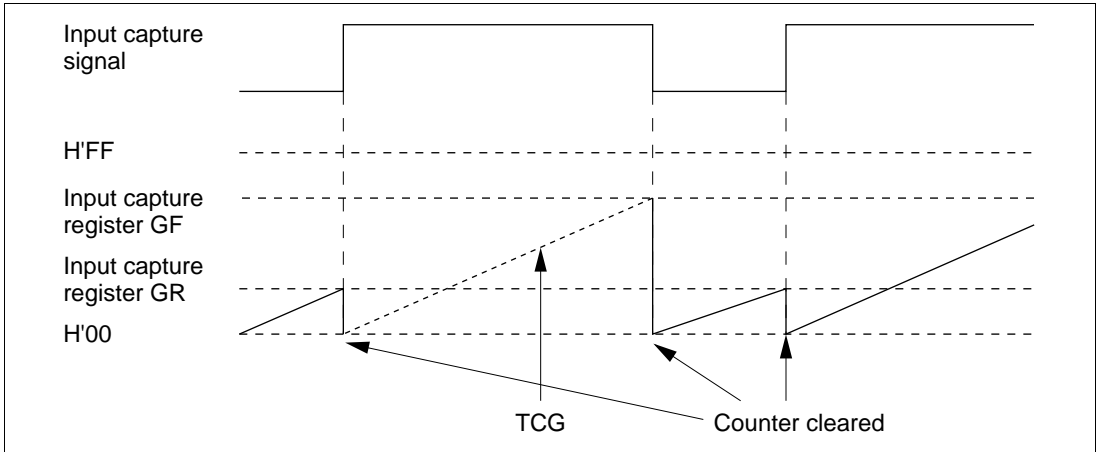 Input capture
signal
H'FF
Input capture
register GF
Input capture
register GR
H'00
TCG
Counter cleared